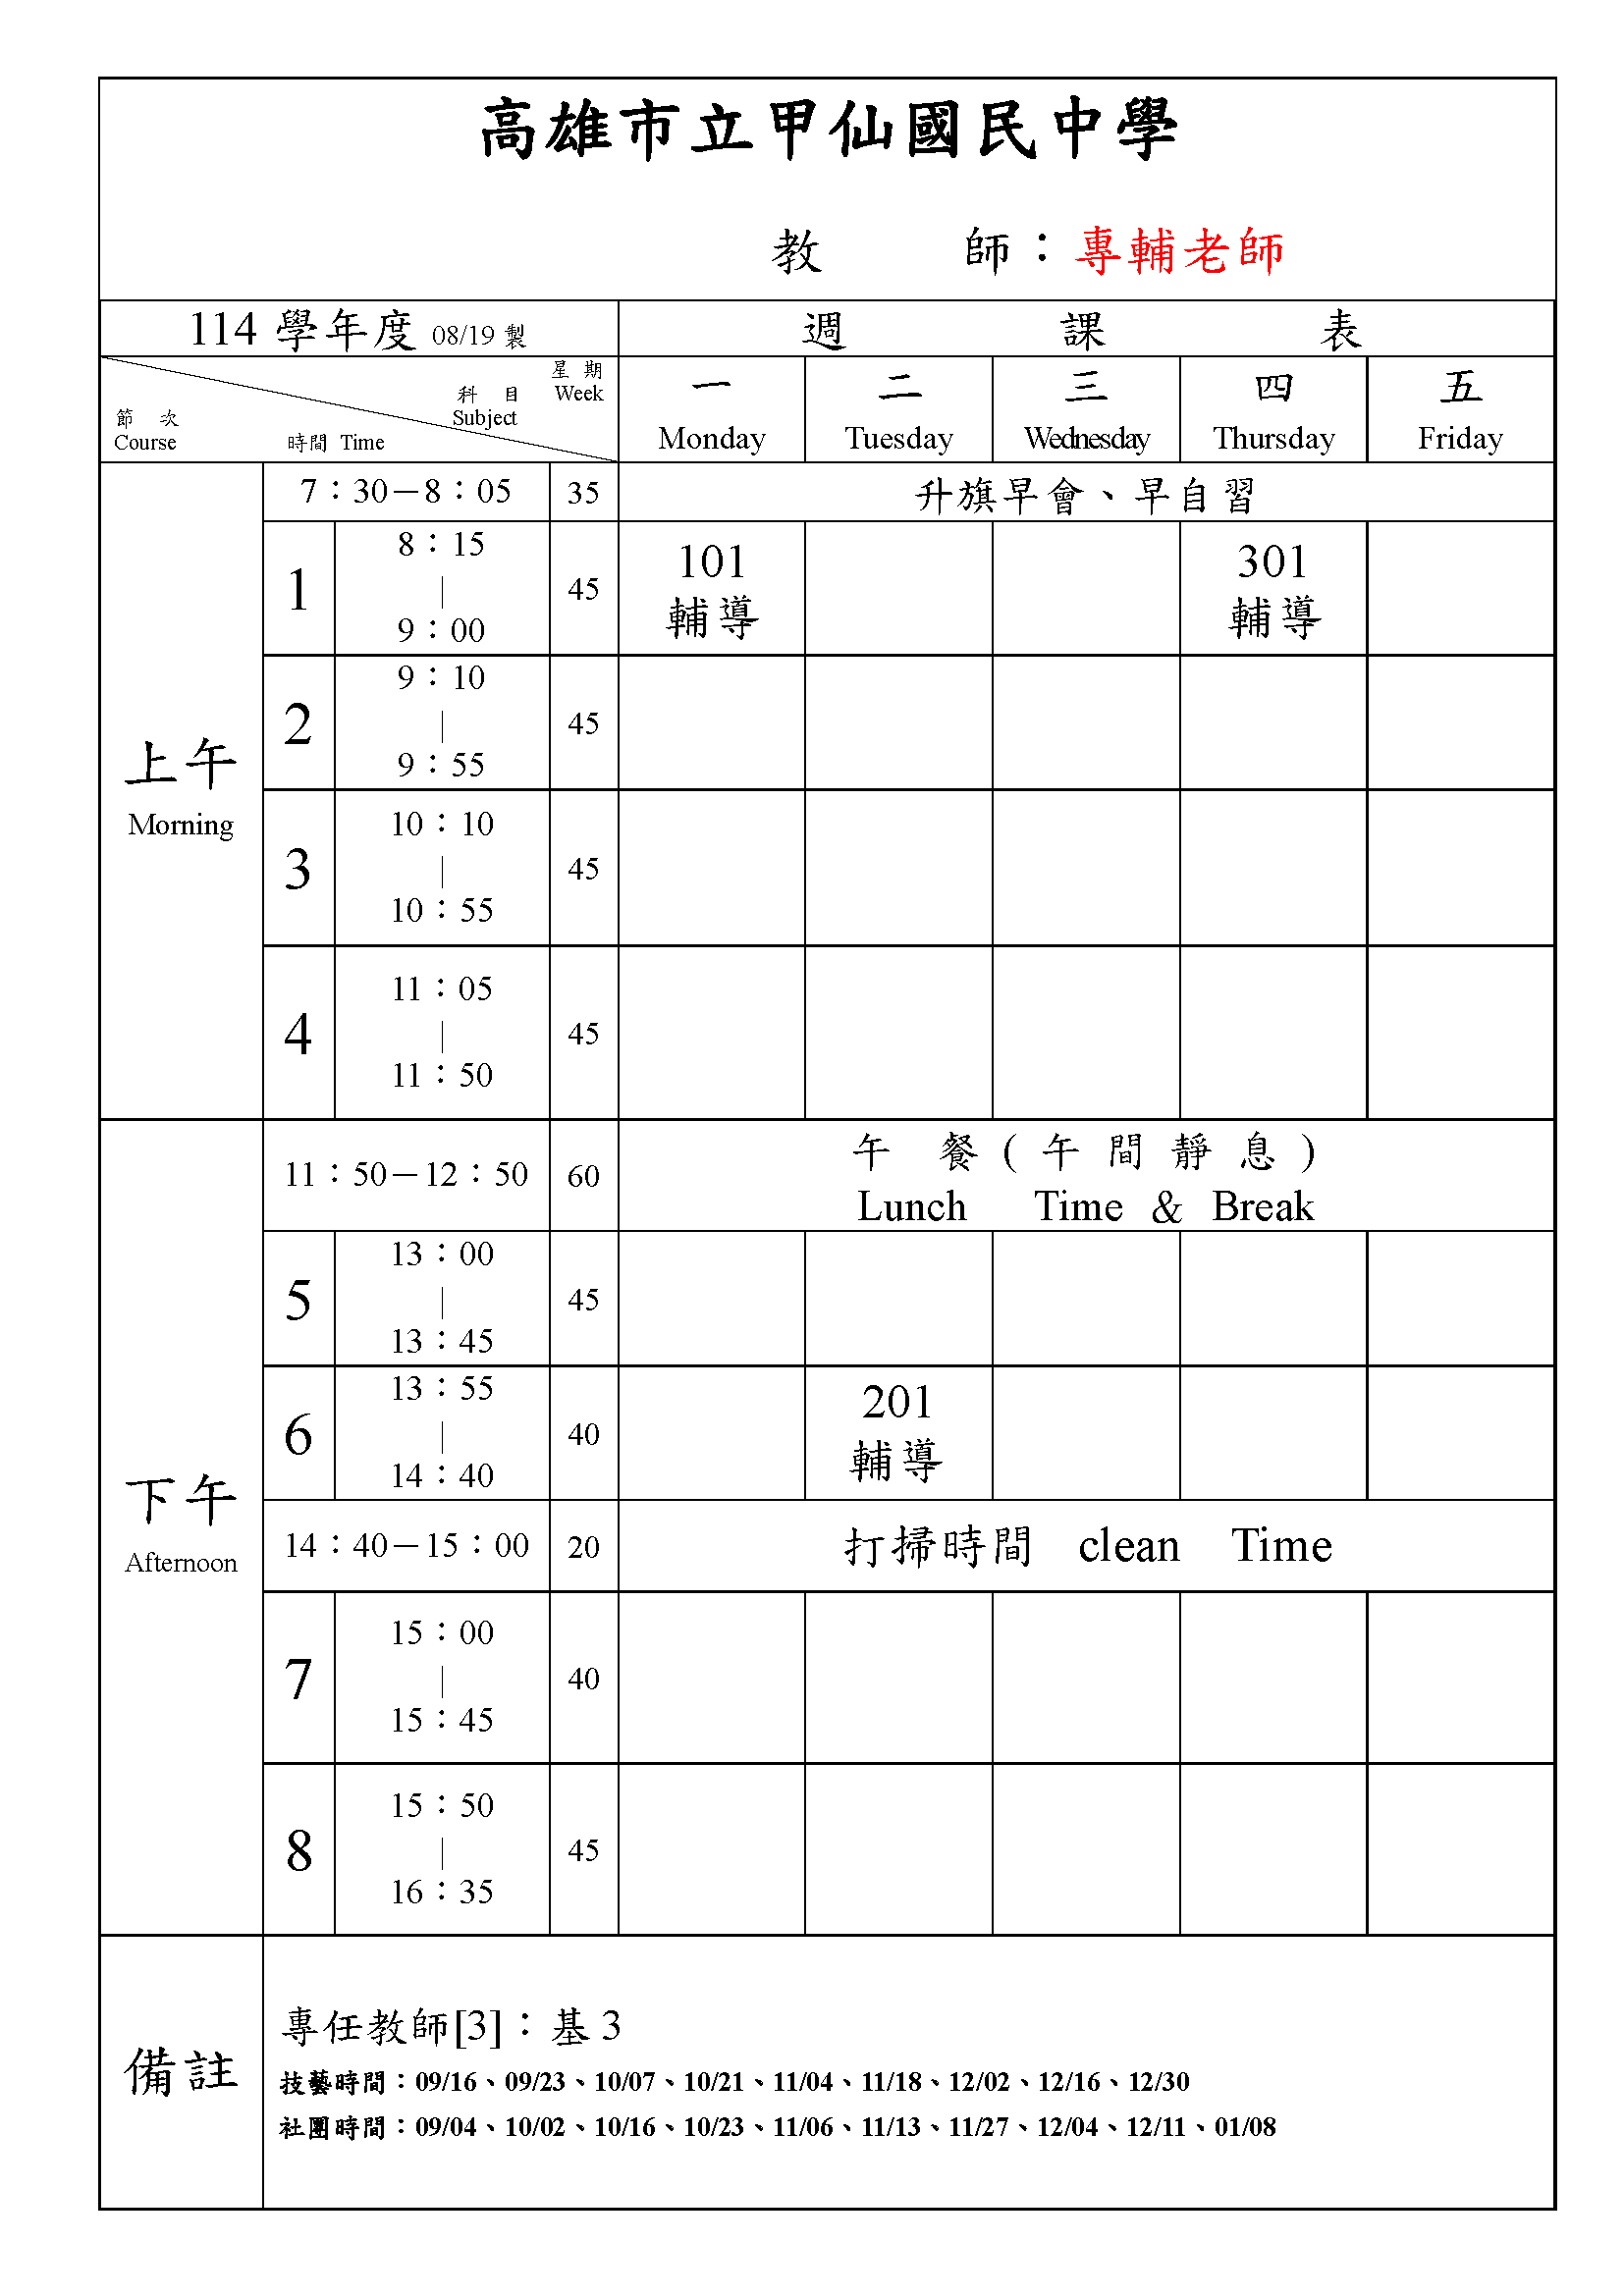 高雄市立甲仙國民中學
教　　師：專輔老師
114 學年度 08/19 製
週　課　表
星 期
Week
科 目
Subject
節 次
Course
時間 Time
一 二 三 四 五
Monday Tuesday Wednesday Thursday Friday
上午
Morning
7：30－8：05 35 升旗早會、早自習
1
8：15
|
9：00
45
101
輔導
301
輔導
2
9：10
|
9：55
45
3
10：10
|
10：55
45
4
11：05
|
11：50
45
下午
Afternoon
11：50－12：50 60
午 餐 ( 午 間 靜 息 )
Lunch Time & Break
5
13：00
|
13：45
45
6
13：55
|
14：40
40
201
輔導
14：40－15：00 20 打掃時間 clean Time
7
15：00
|
15：45
40
8
15：50
|
16：35
45
備註
專任教師[3]：基 3
技藝時間：09/16、09/23、10/07、10/21、11/04、11/18、12/02、12/16、12/30
社團時間：09/04、10/02、10/16、10/23、11/06、11/13、11/27、12/04、12/11、01/08